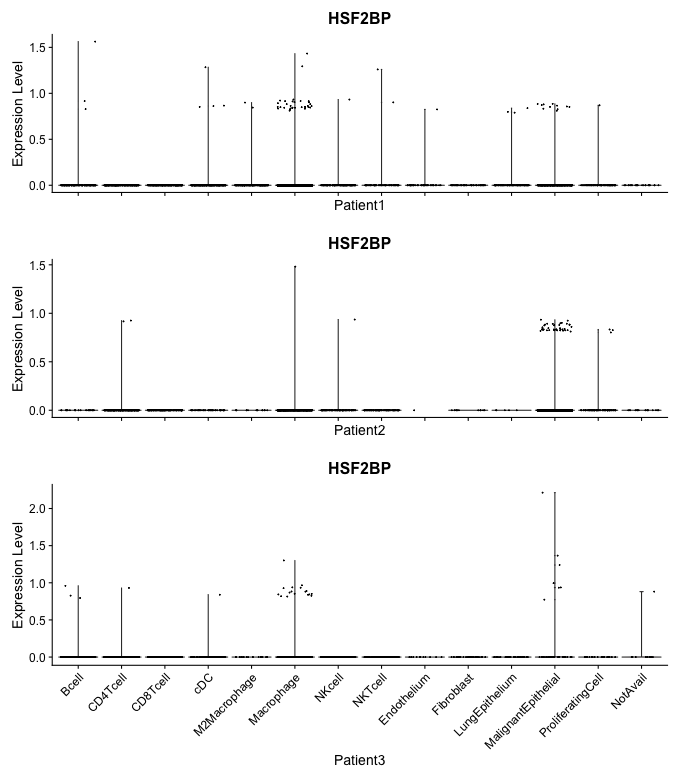 HSF2BP
Expression Level
1.5
1.0
0.5
0.0
Patient1
HSF2BP
Expression Level
1.5
1.0
0.5
0.0
Patient2
HSF2BP
Expression Level
2.0
1.5
1.0
0.5
0.0
Bcell
CD4Tcell
CD8Tcell
cDC
M2Macrophage
Macrophage
NKcell
NKTcell
Endothelium
Fibroblast
LungEpithelium
MalignantEpithelial
ProliferatingCell
NotAvail
Patient3